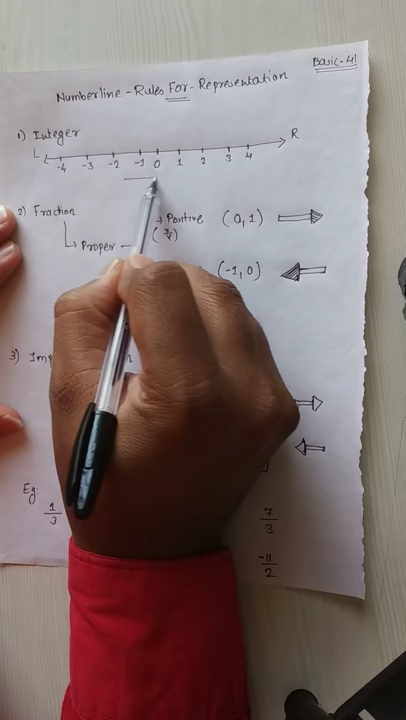 Basic-41
Numberline - Rules For - Representation
1) Integer
L R
-4 -3 -2 -1 0 1 2 3 4
2) Fraction
Positive (0,1)
Proper
(-1,0)
3)
Eg:
1/3 7/3
-11/2